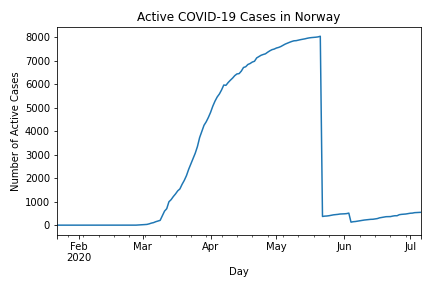 Active COVID-19 Cases in Norway
Number of Active Cases
8000
7000
6000
5000
4000
3000
2000
1000
0
Feb Mar Apr May Jun Jul
2020
Day